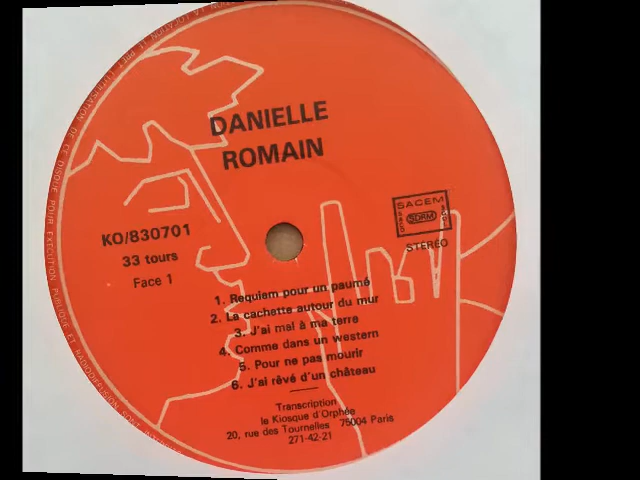 DANIELLE
ROMAIN
KO/830701
33 tours
Face 1
SACEM
SDRM
STÉRÉO
1. Requiem pour un paumé
2. La cachette autour du mur
3. J'ai mal à ma terre
4. Comme dans un western
5. Pour ne pas mourir
6. J'ai rêvé d'un château
Transcription
le Kiosque d'Orphée
20, rue des Tournelles 75004 Paris
271-42-21